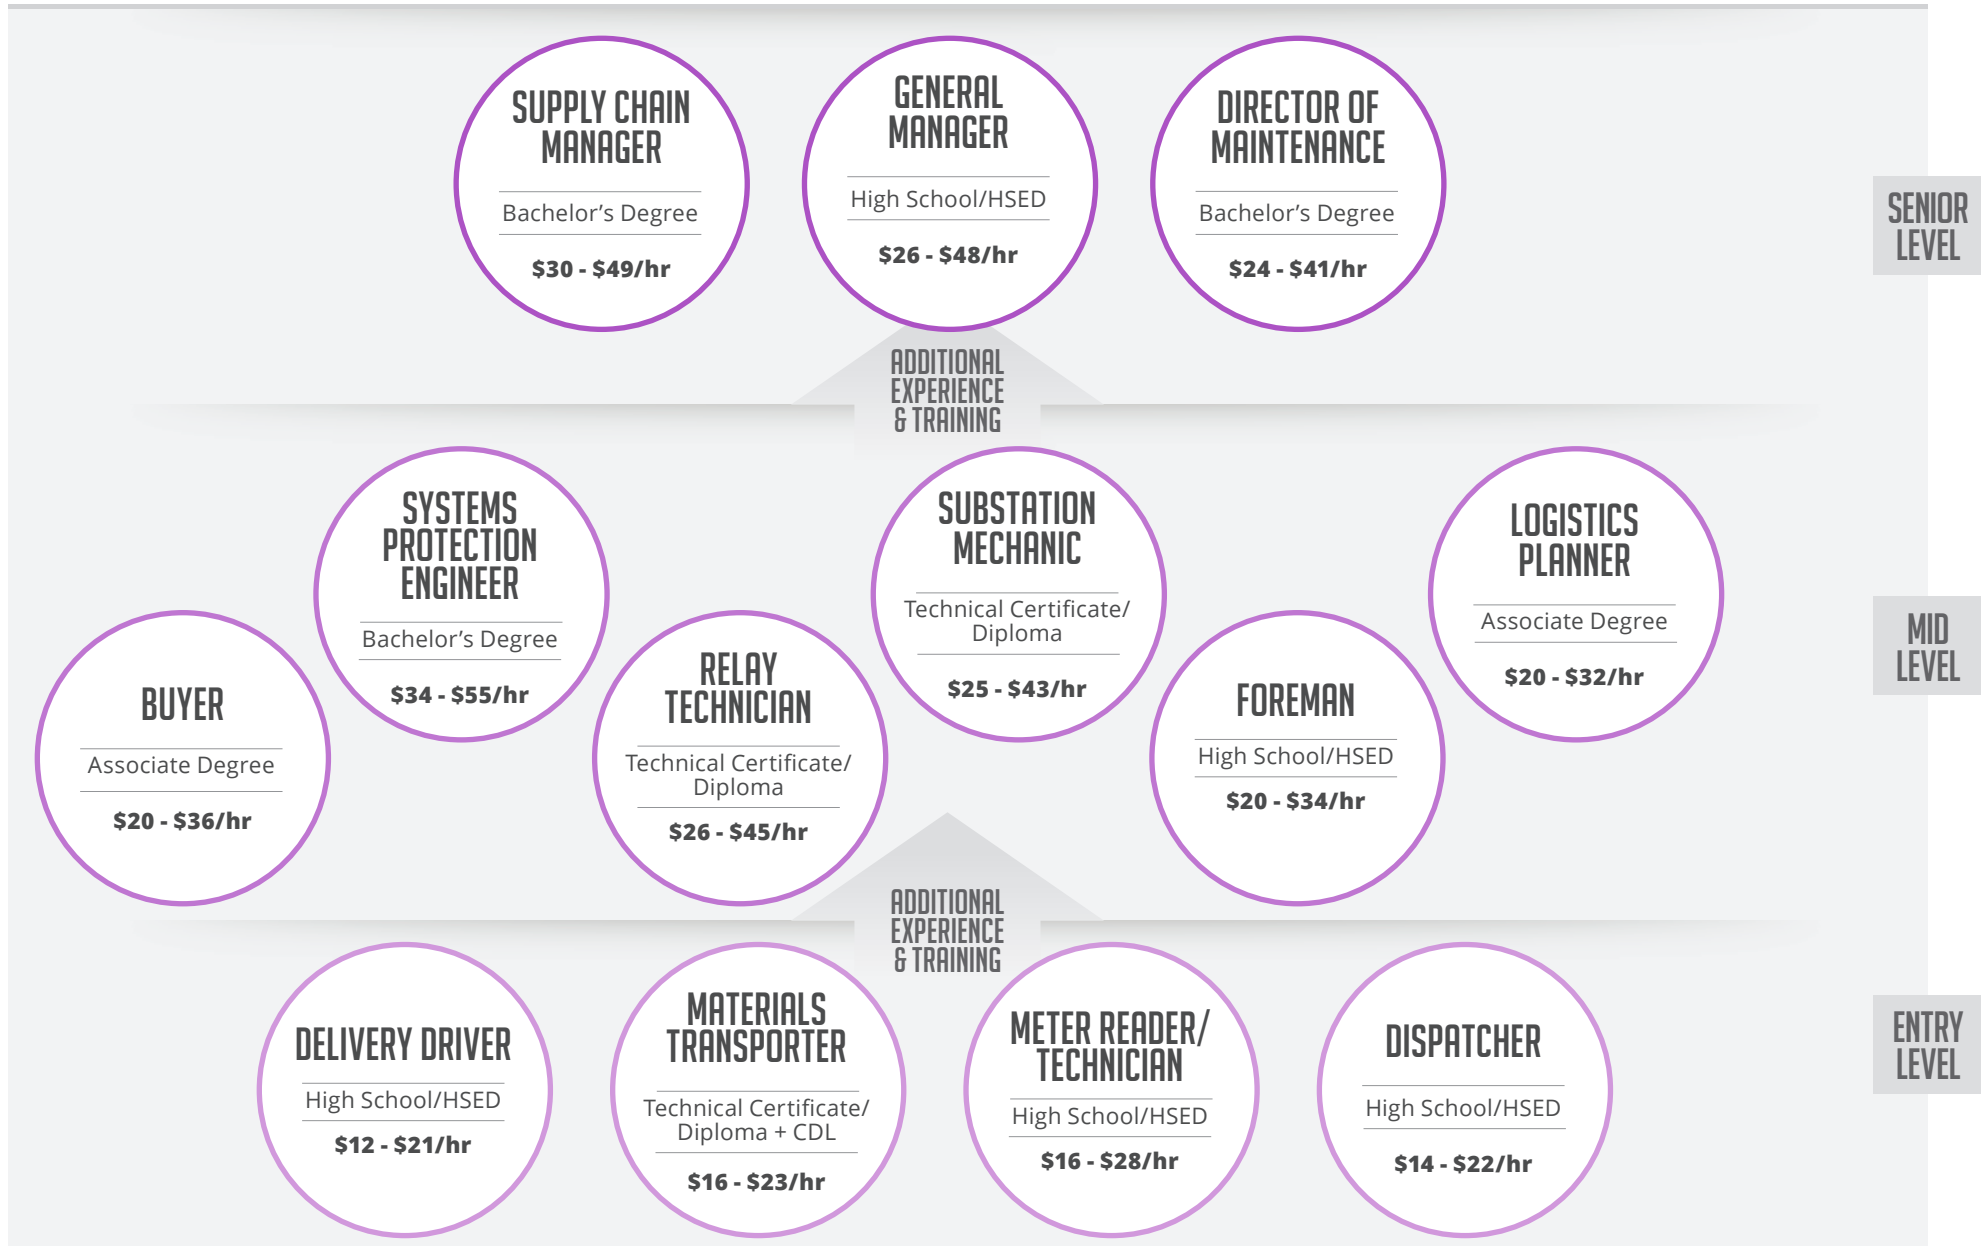 SUPPLY CHAIN
MANAGER
Bachelor’s Degree
$30 - $49/hr
GENERAL
MANAGER
High School/HSED
$26 - $48/hr
DIRECTOR OF
MAINTENANCE
Bachelor’s Degree
$24 - $41/hr
SENIOR
LEVEL
ADDITIONAL
EXPERIENCE
& TRAINING
BUYER
Associate Degree
$20 - $36/hr
SYSTEMS
PROTECTION
ENGINEER
Bachelor’s Degree
$34 - $55/hr
RELAY
TECHNICIAN
Technical Certificate/
Diploma
$26 - $45/hr
SUBSTATION
MECHANIC
Technical Certificate/
Diploma
$25 - $43/hr
FOREMAN
High School/HSED
$20 - $34/hr
LOGISTICS
PLANNER
Associate Degree
$20 - $32/hr
MID
LEVEL
ADDITIONAL
EXPERIENCE
& TRAINING
DELIVERY DRIVER
High School/HSED
$12 - $21/hr
MATERIALS
TRANSPORTER
Technical Certificate/
Diploma + CDL
$16 - $23/hr
METER READER/
TECHNICIAN
High School/HSED
$16 - $28/hr
DISPATCHER
High School/HSED
$14 - $22/hr
ENTRY
LEVEL